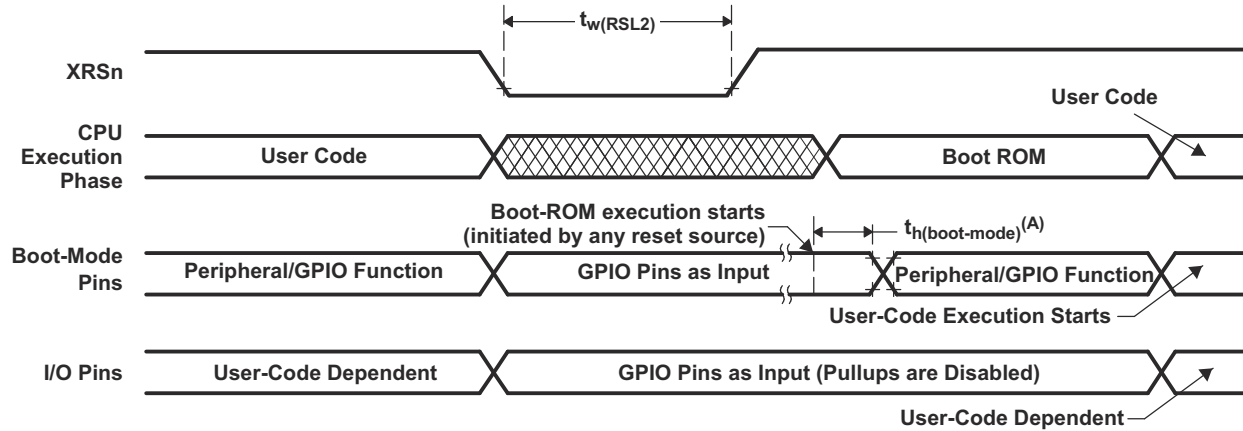 t_w(RSL2)
XRSn
User Code
CPU
Execution
Phase
User Code
Boot ROM
Boot-ROM execution starts
(initiated by any reset source)
t_h(boot-mode)^(A)
Boot-Mode
Pins
Peripheral/GPIO Function
GPIO Pins as Input
Peripheral/GPIO Function
User-Code Execution Starts
I/O Pins
User-Code Dependent
GPIO Pins as Input (Pullups are Disabled)
User-Code Dependent